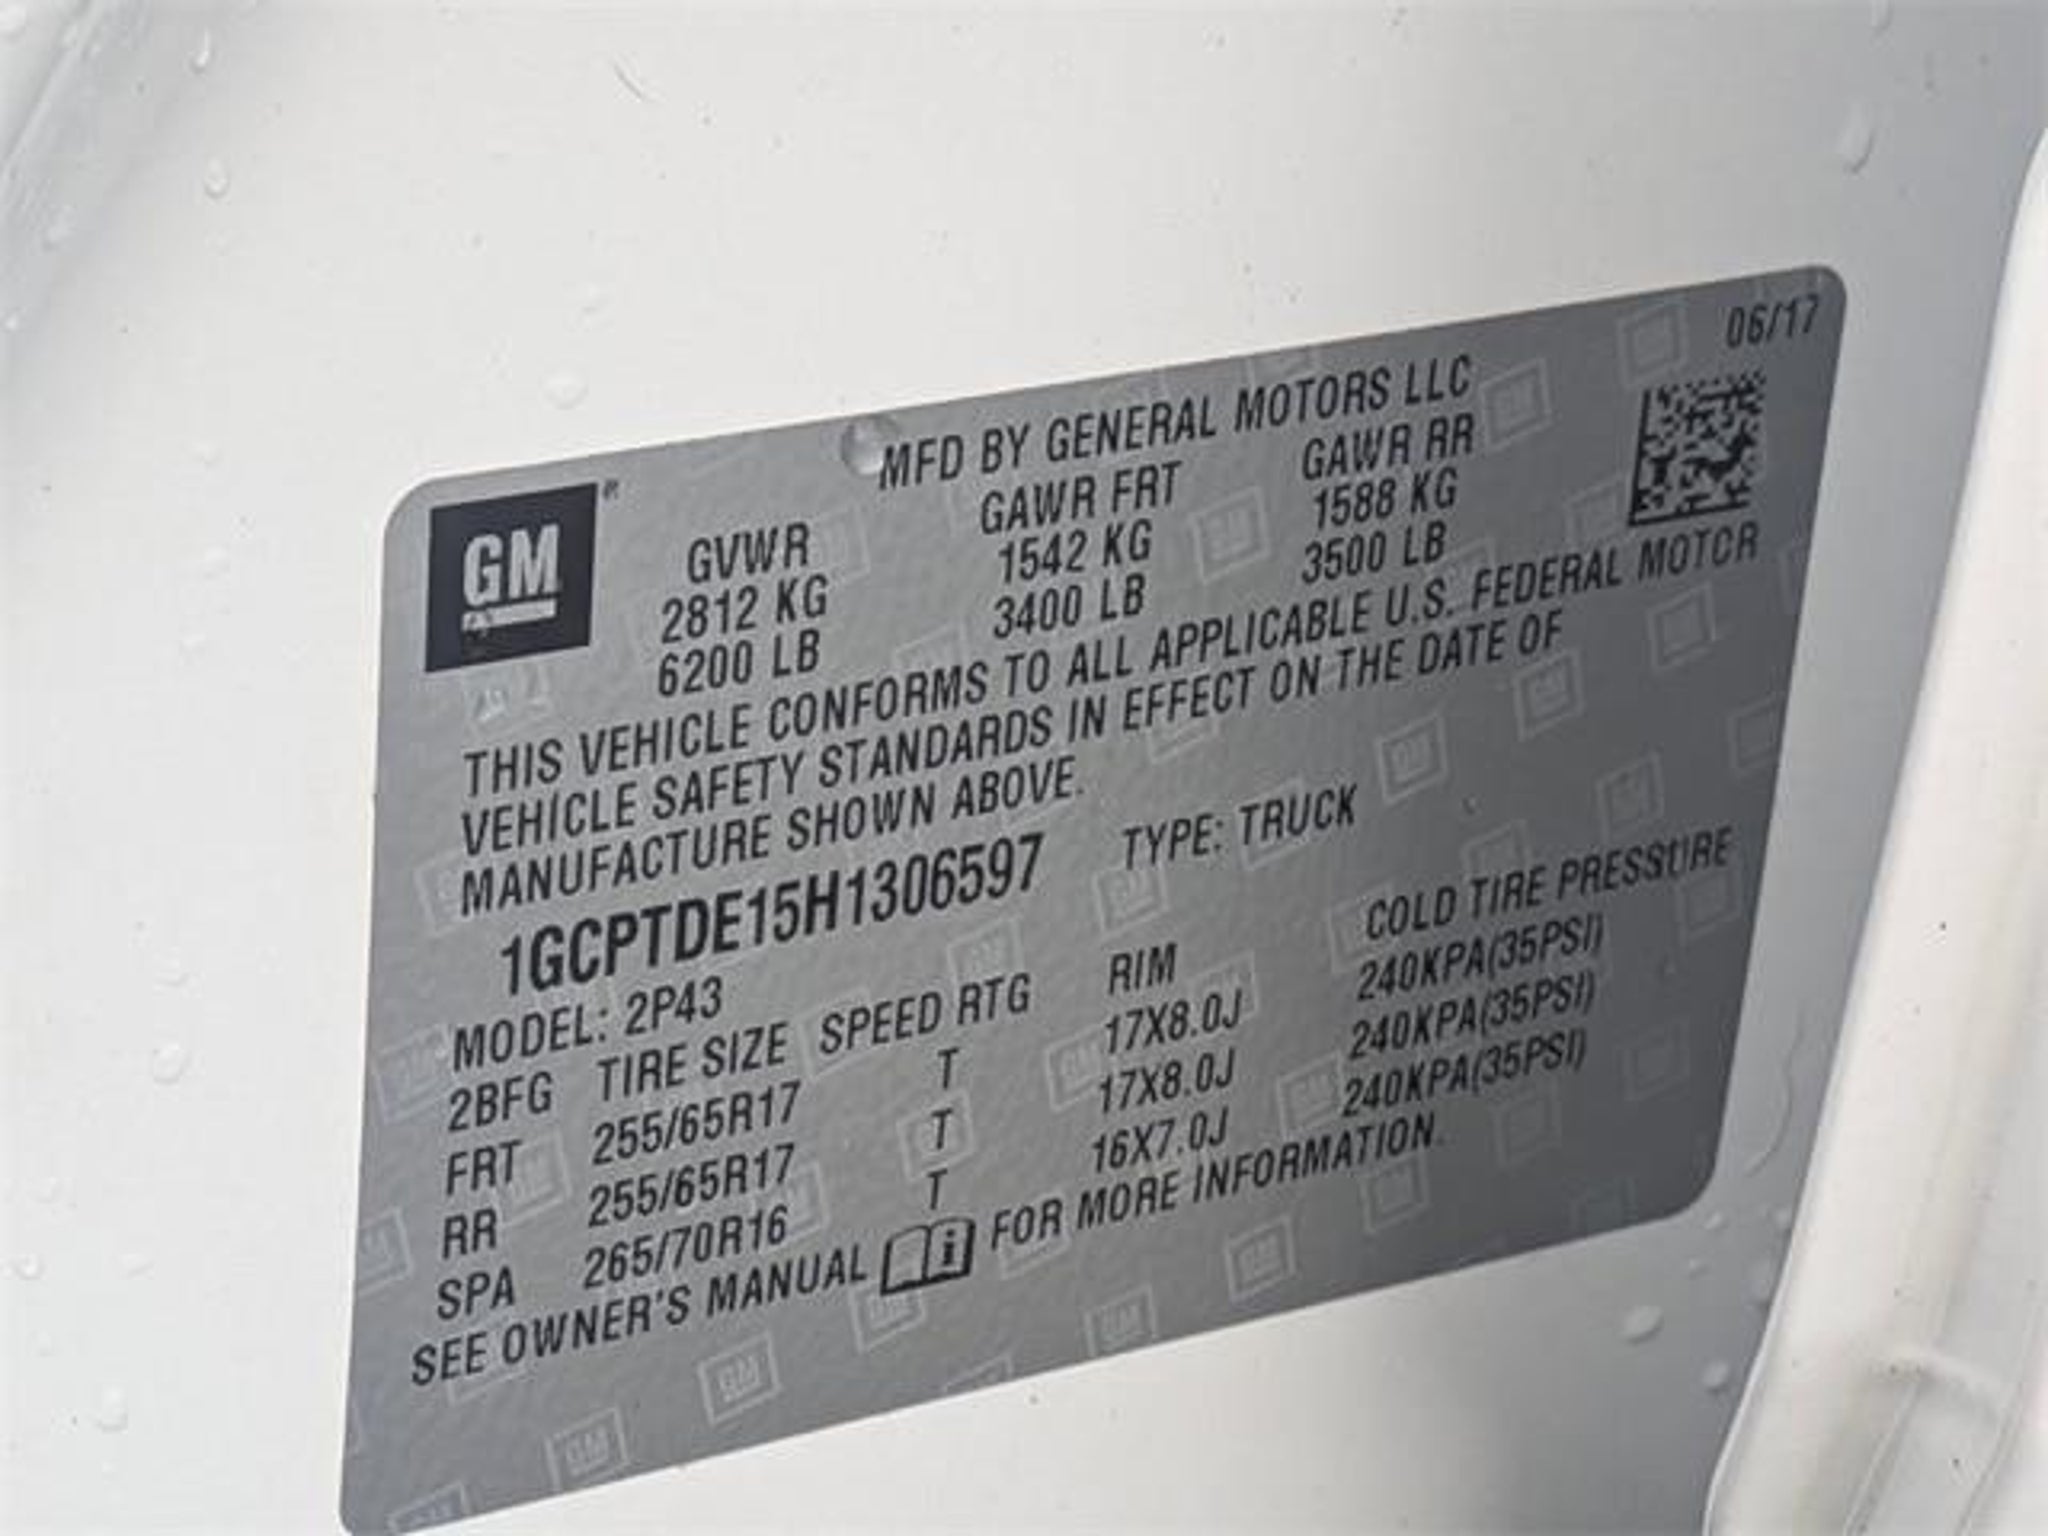 06/17
MFD BY GENERAL MOTORS LLC
GM
GVWR GAWR FRT GAWR RR
2812 KG 1542 KG 1588 KG
6200 LB 3400 LB 3500 LB
THIS VEHICLE CONFORMS TO ALL APPLICABLE U.S. FEDERAL MOTOR
VEHICLE SAFETY STANDARDS IN EFFECT ON THE DATE OF
MANUFACTURE SHOWN ABOVE.
1GCPTDE15H1306597 TYPE: TRUCK
MODEL: 2P43
2BFG TIRE SIZE SPEED RTG RIM COLD TIRE PRESSURE
FRT 255/65R17 T 17X8.0J 240KPA(35PSI)
RR 255/65R17 T 17X8.0J 240KPA(35PSI)
SPA 265/70R16 T 16X7.0J 240KPA(35PSI)
SEE OWNER'S MANUAL FOR MORE INFORMATION.